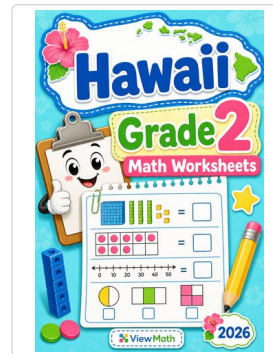 Hawaii
Grade 2
Math Worksheets
=
=
0 10 20 30 40 50
ViewMath
2026